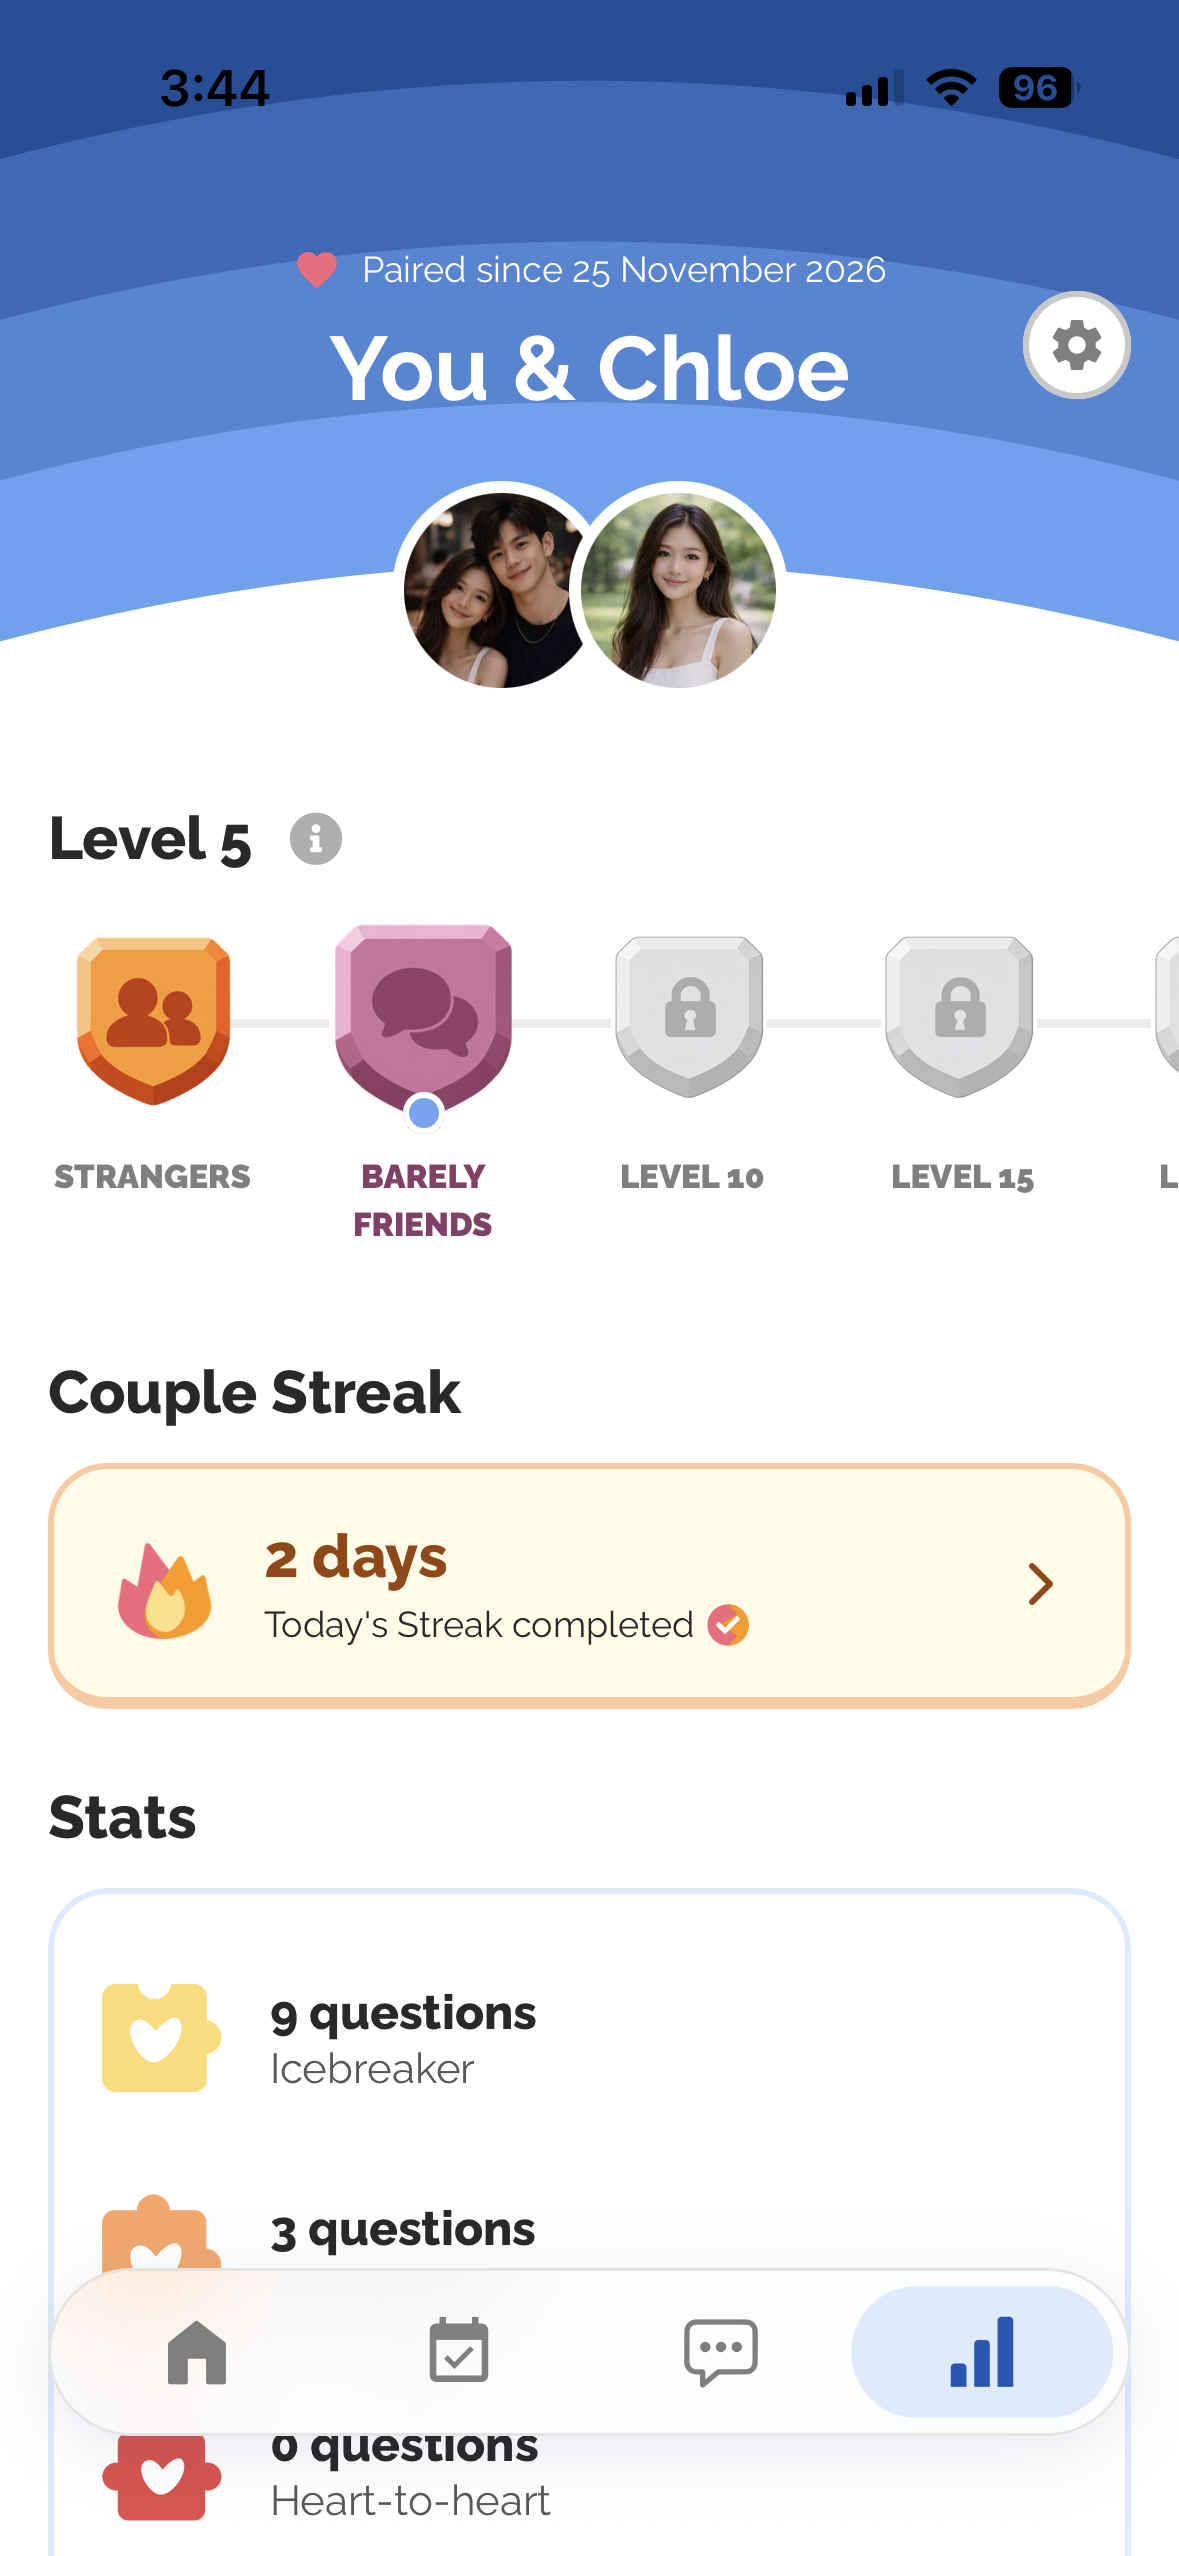 3:44
96
Paired since 25 November 2026
You & Chloe
Level 5
STRANGERS
BARELY
FRIENDS
LEVEL 10
LEVEL 15
L
Couple Streak
2 days
Today's Streak completed
Stats
9 questions
Icebreaker
3 questions
0 questions
Heart-to-heart